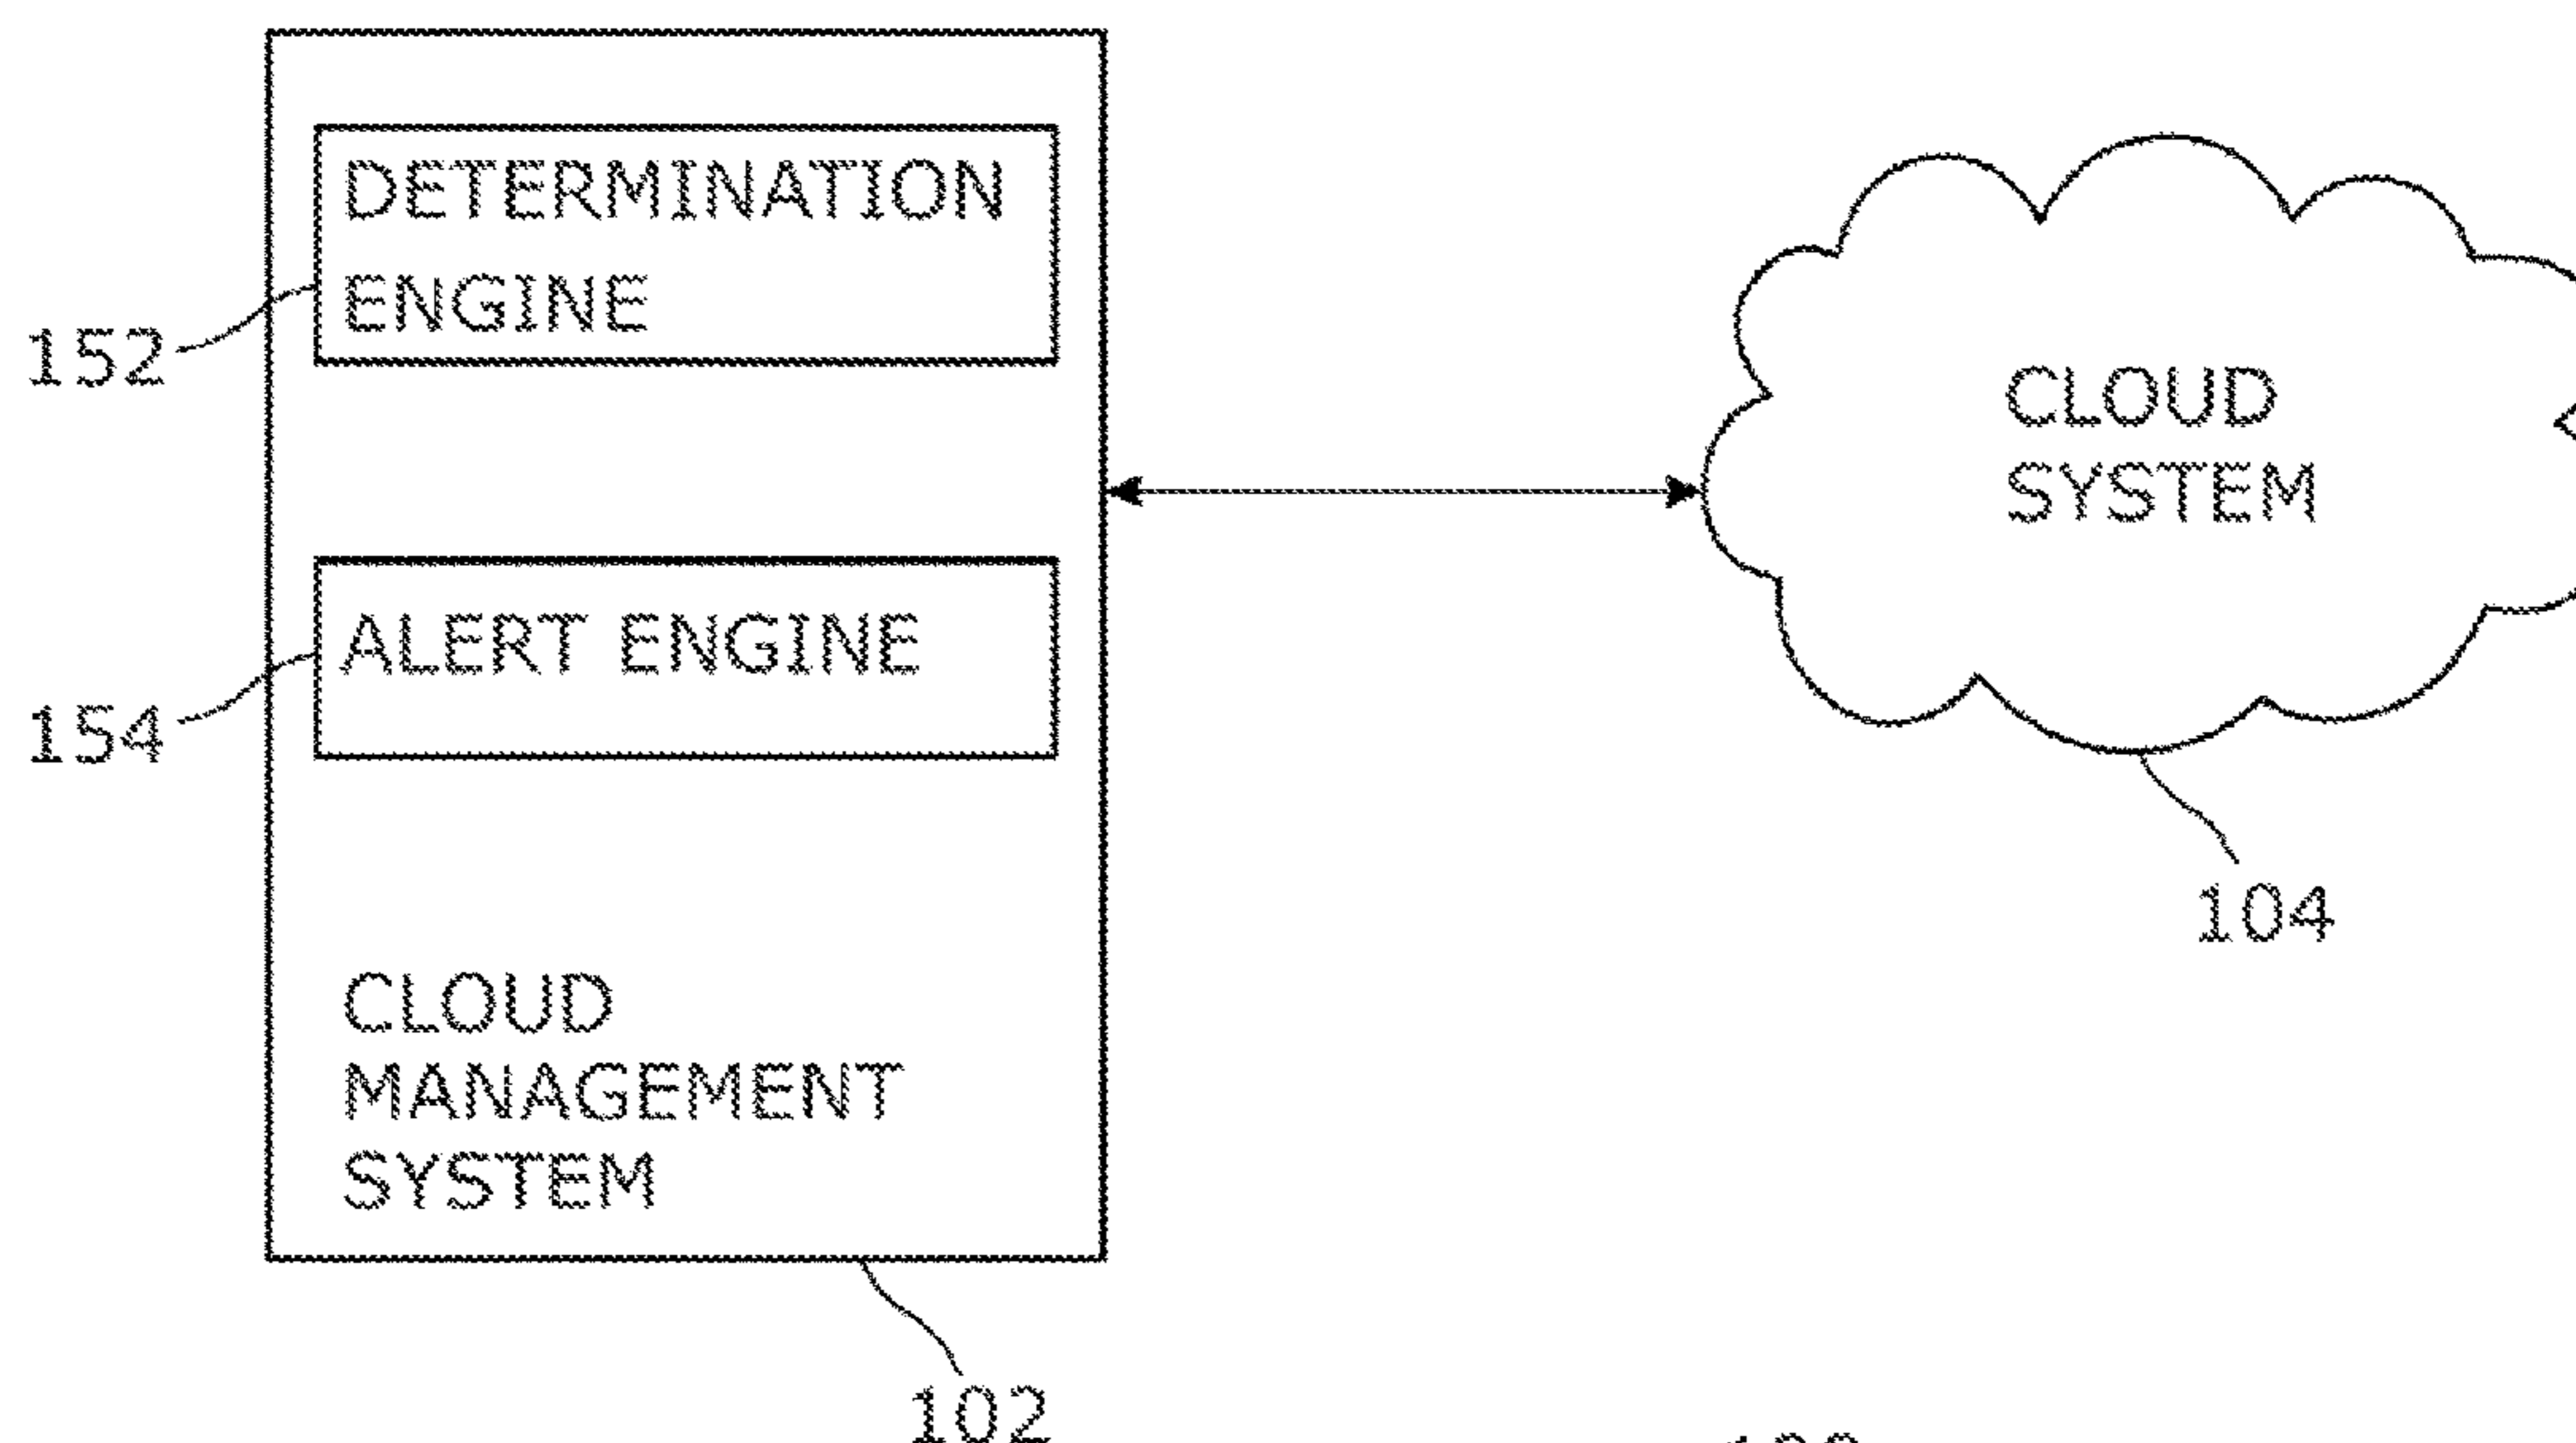 DETERMINATION
ENGINE
152
CLOUD
SYSTEM
ALERT ENGINE
154
104
CLOUD
MANAGEMENT
SYSTEM
102